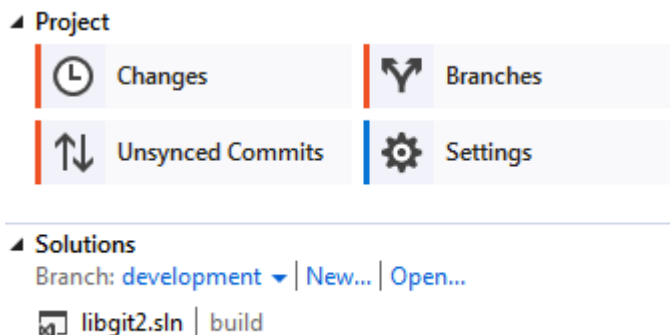 Project
Changes
Branches
Unsynced Commits
Settings
Solutions
Branch: development | New... | Open...
libgit2.sln | build